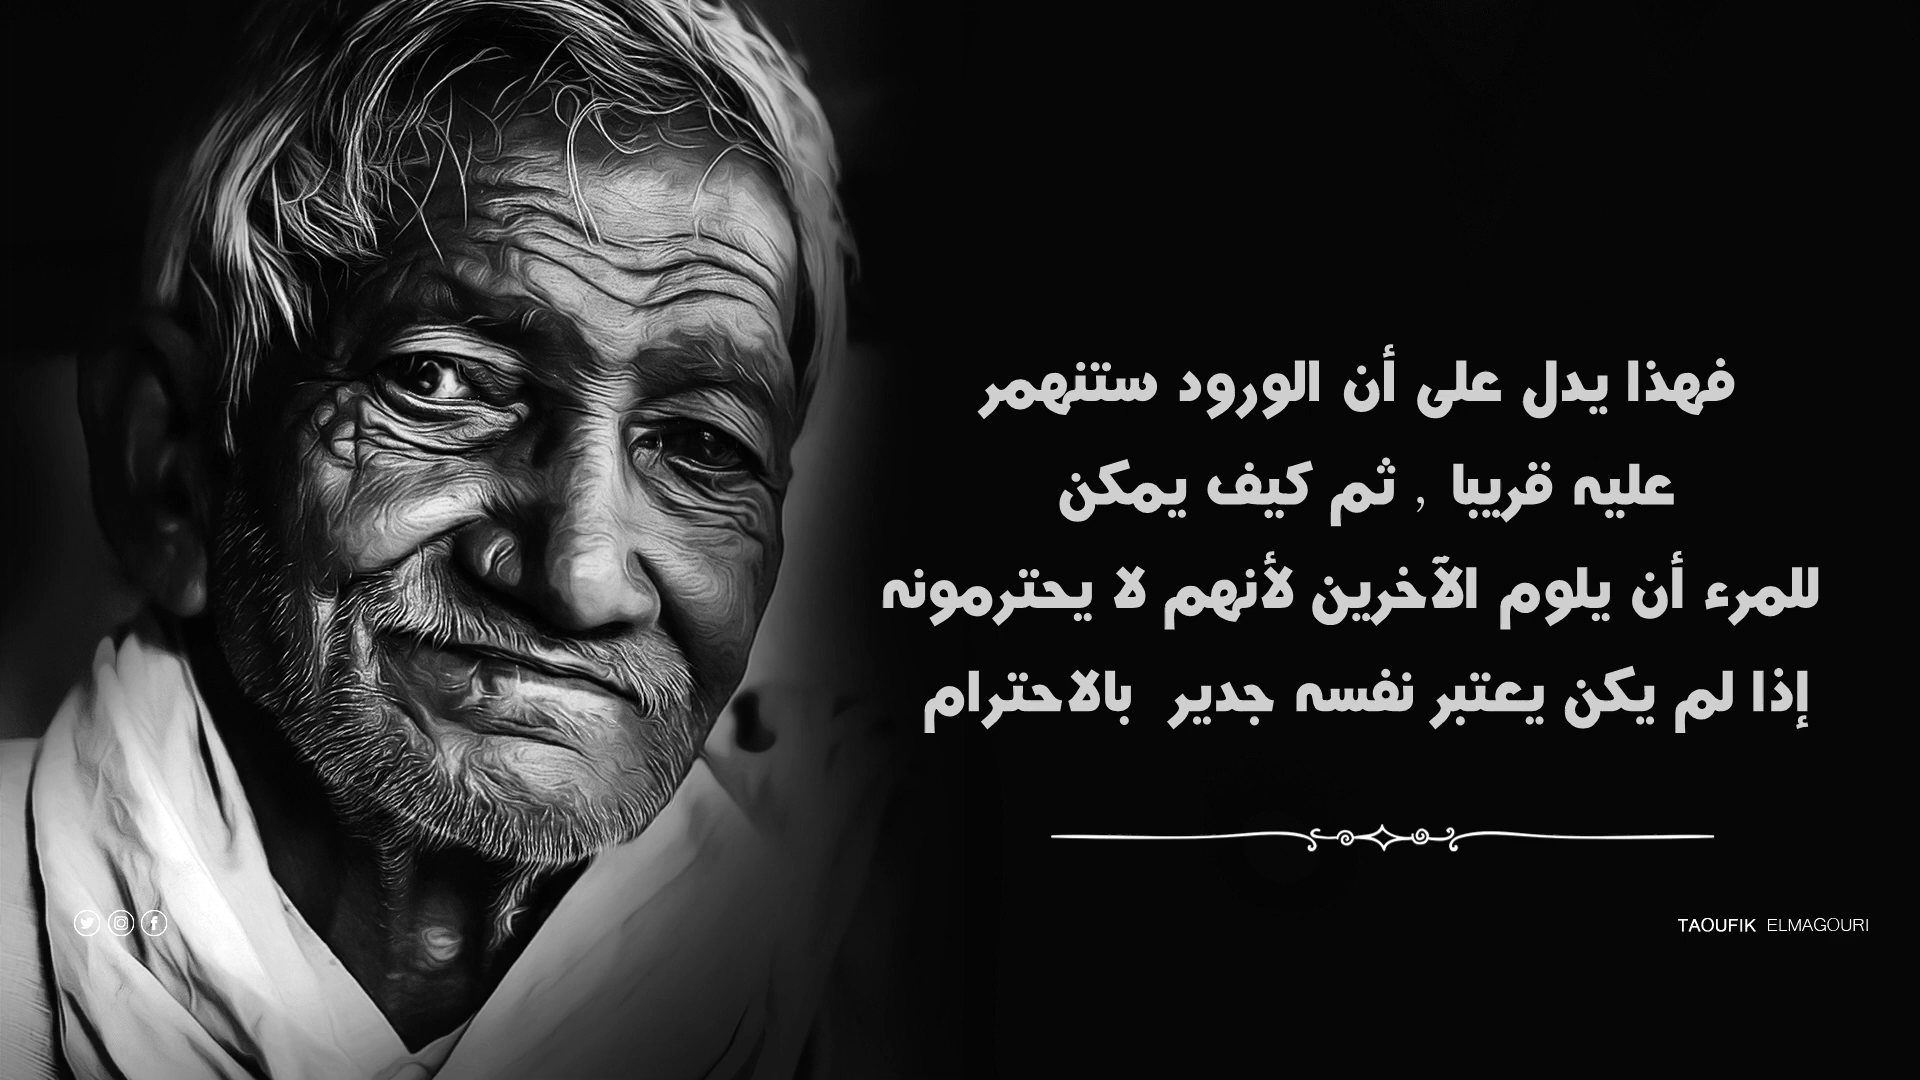 فهذا يدل على أن الورود ستنهمر
عليه قريبا , ثم كيف يمكن
للمرء أن يلوم الآخرين لأنهم لا يحترمونه
إذا لم يكن يعتبر نفسه جدير بالاحترام
TAOUFIK ELMAGOURI